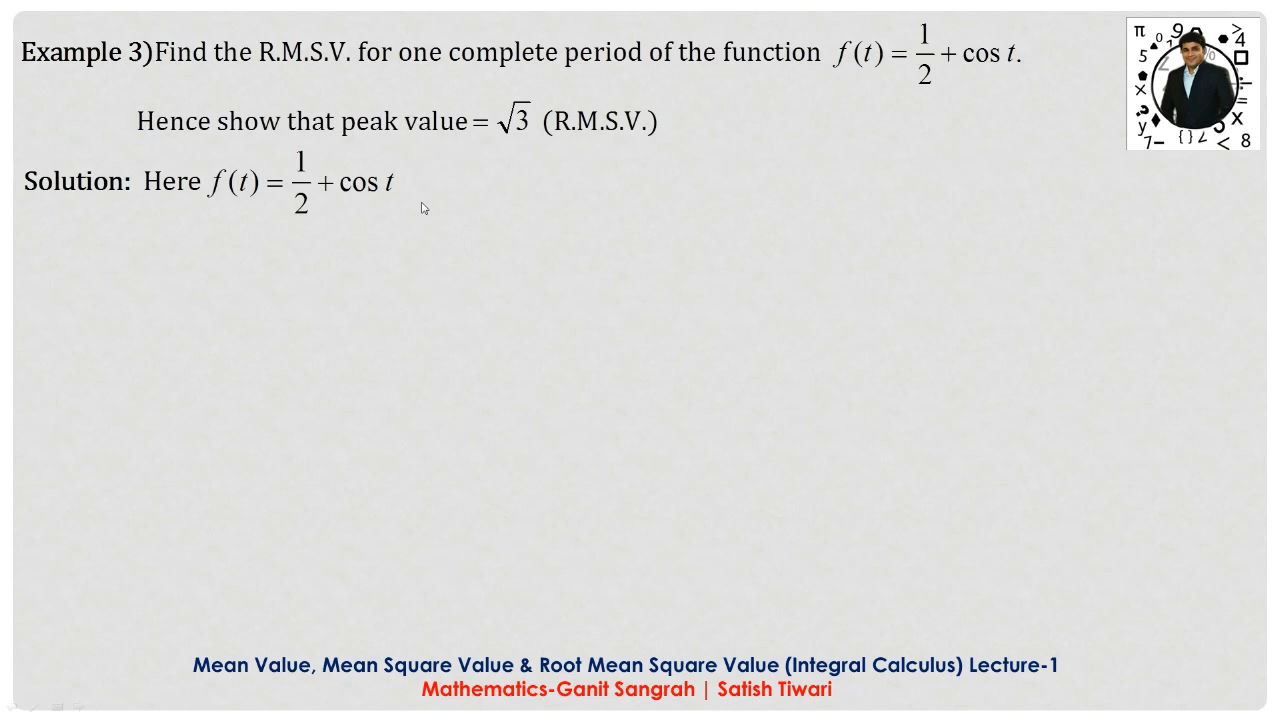 Example 3)Find the R.M.S.V. for one complete period of the function f(t) = 1/2 + cos t.
Hence show that peak value = √3 (R.M.S.V.)
Solution: Here f(t) = 1/2 + cos t
Mean Value, Mean Square Value & Root Mean Square Value (Integral Calculus) Lecture-1
Mathematics-Ganit Sangrah | Satish Tiwari